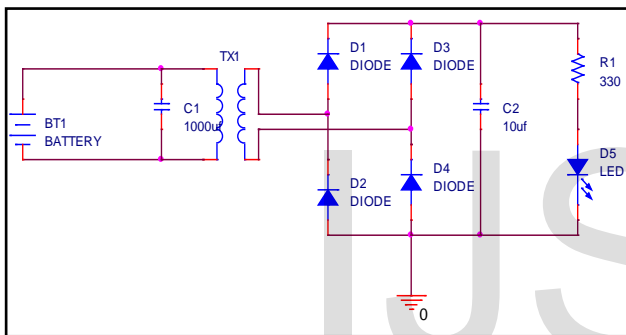 TX1
D1
DIODE
D3
DIODE
R1
330
C1
1000uf
C2
10uf
BT1
BATTERY
D5
LED
D2
DIODE
D4
DIODE
0
IUS